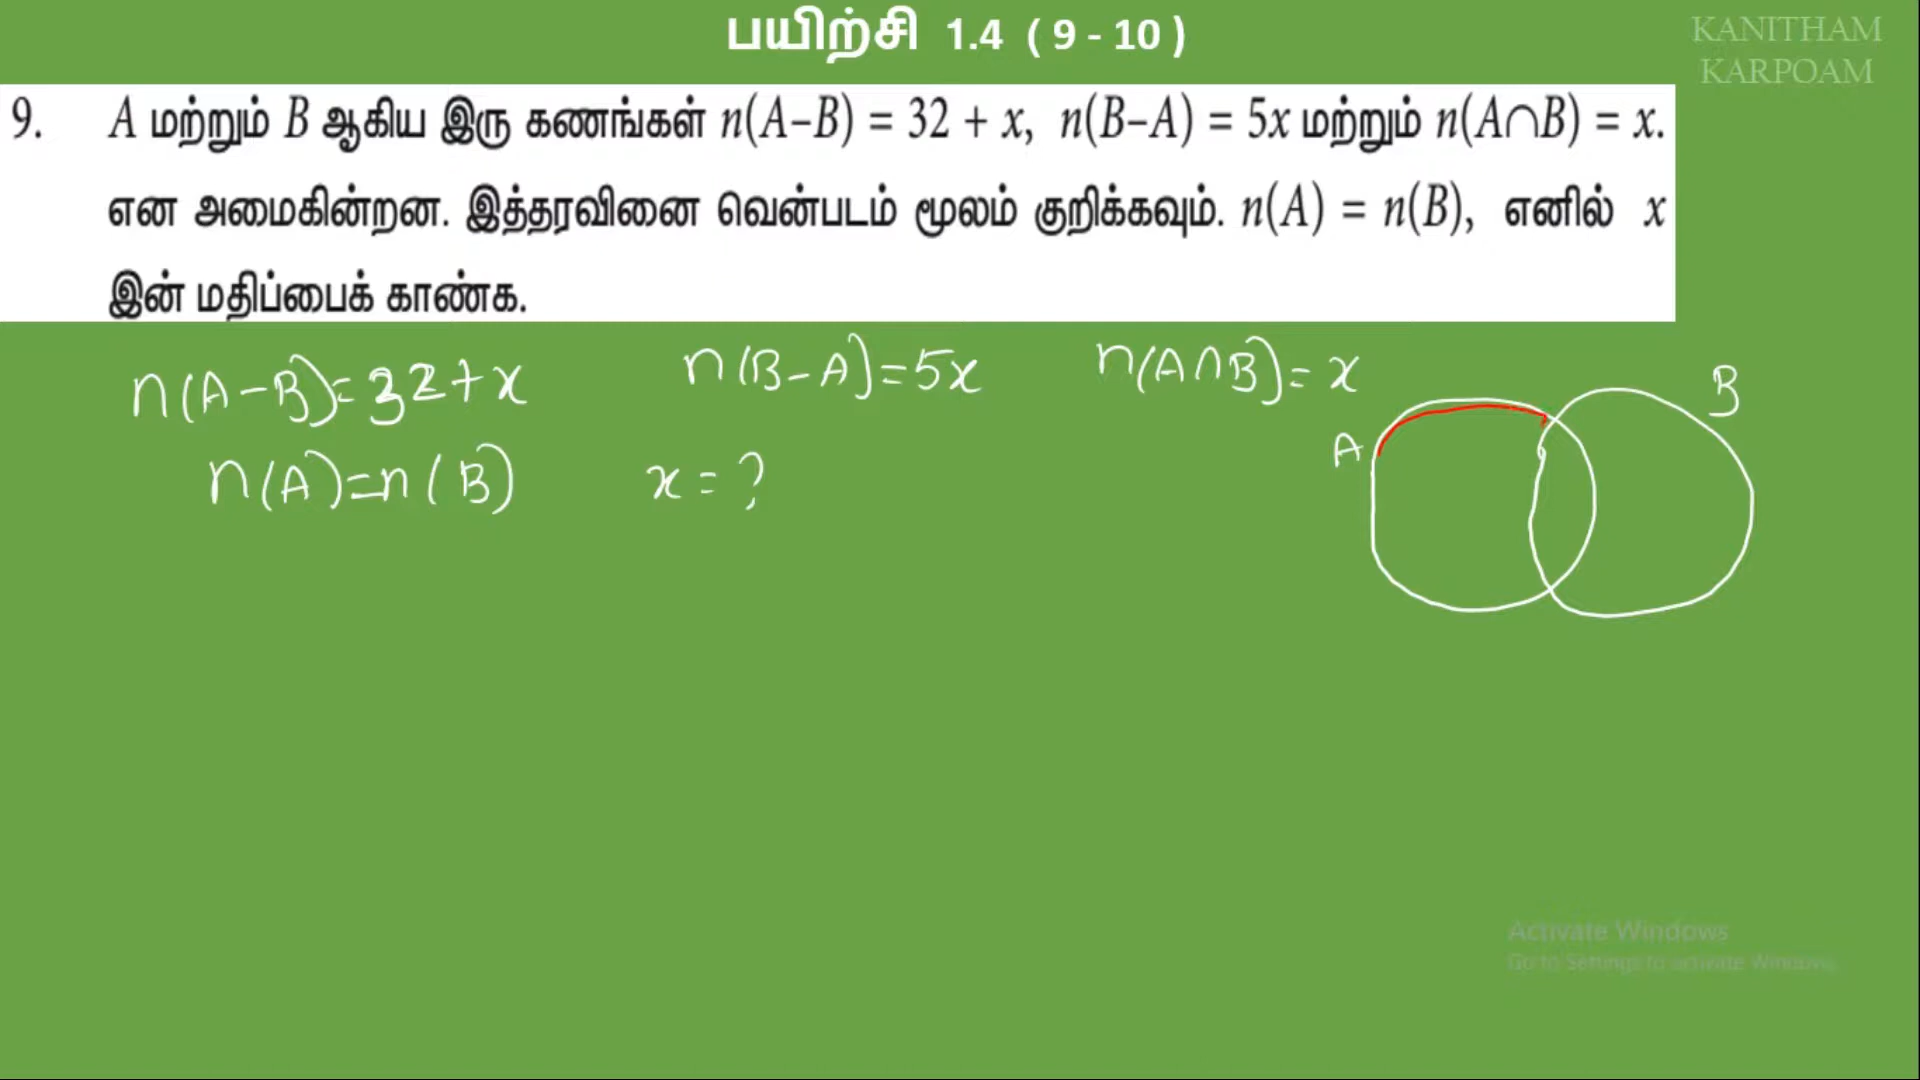 பயிற்சி 1.4 ( 9 - 10 )
KANITHAM
KARPOAM
9. A மற்றும் B ஆகிய இரு கணங்கள் n(A–B) = 32 + x, n(B–A) = 5x மற்றும் n(A∩B) = x.
என அமைகின்றன. இத்தரவினை வென்படம் மூலம் குறிக்கவும். n(A) = n(B), எனில் x
இன் மதிப்பைக் காண்க.
n(A-B)=32+x n(B-A)=5x n(A∩B)=x
n(A)=n(B) x=?
A B
Activate Windows
Go to Settings to activate Windows.